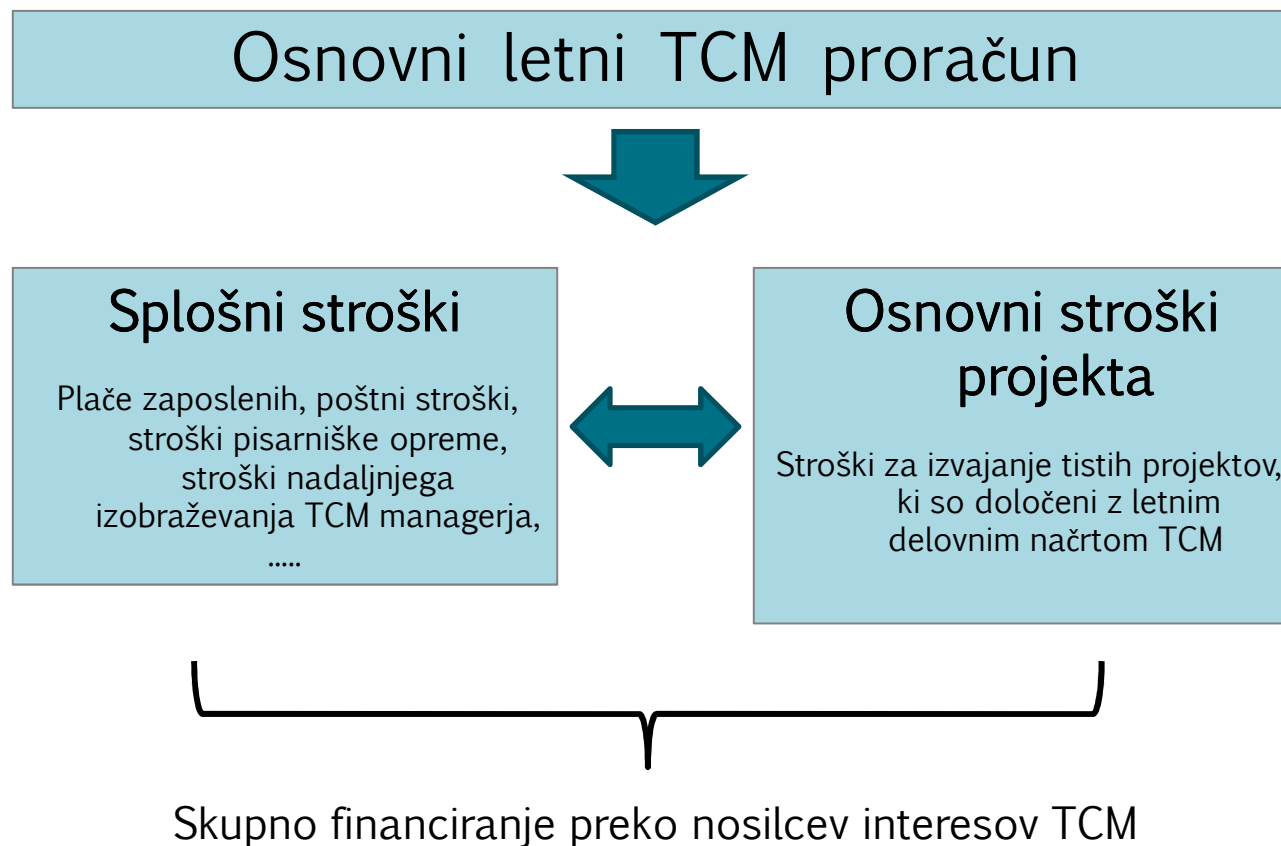 Osnovni letni TCM proračun
Splošni stroški
Plače zaposlenih, poštni stroški,
stroški pisarniške opreme,
stroški nadaljnjega
izobraževanja TCM managerja,
.....
Osnovni stroški
projekta
Stroški za izvajanje tistih projektov,
ki so določeni z letnim
delovnim načrtom TCM
Skupno financiranje preko nosilcev interesov TCM